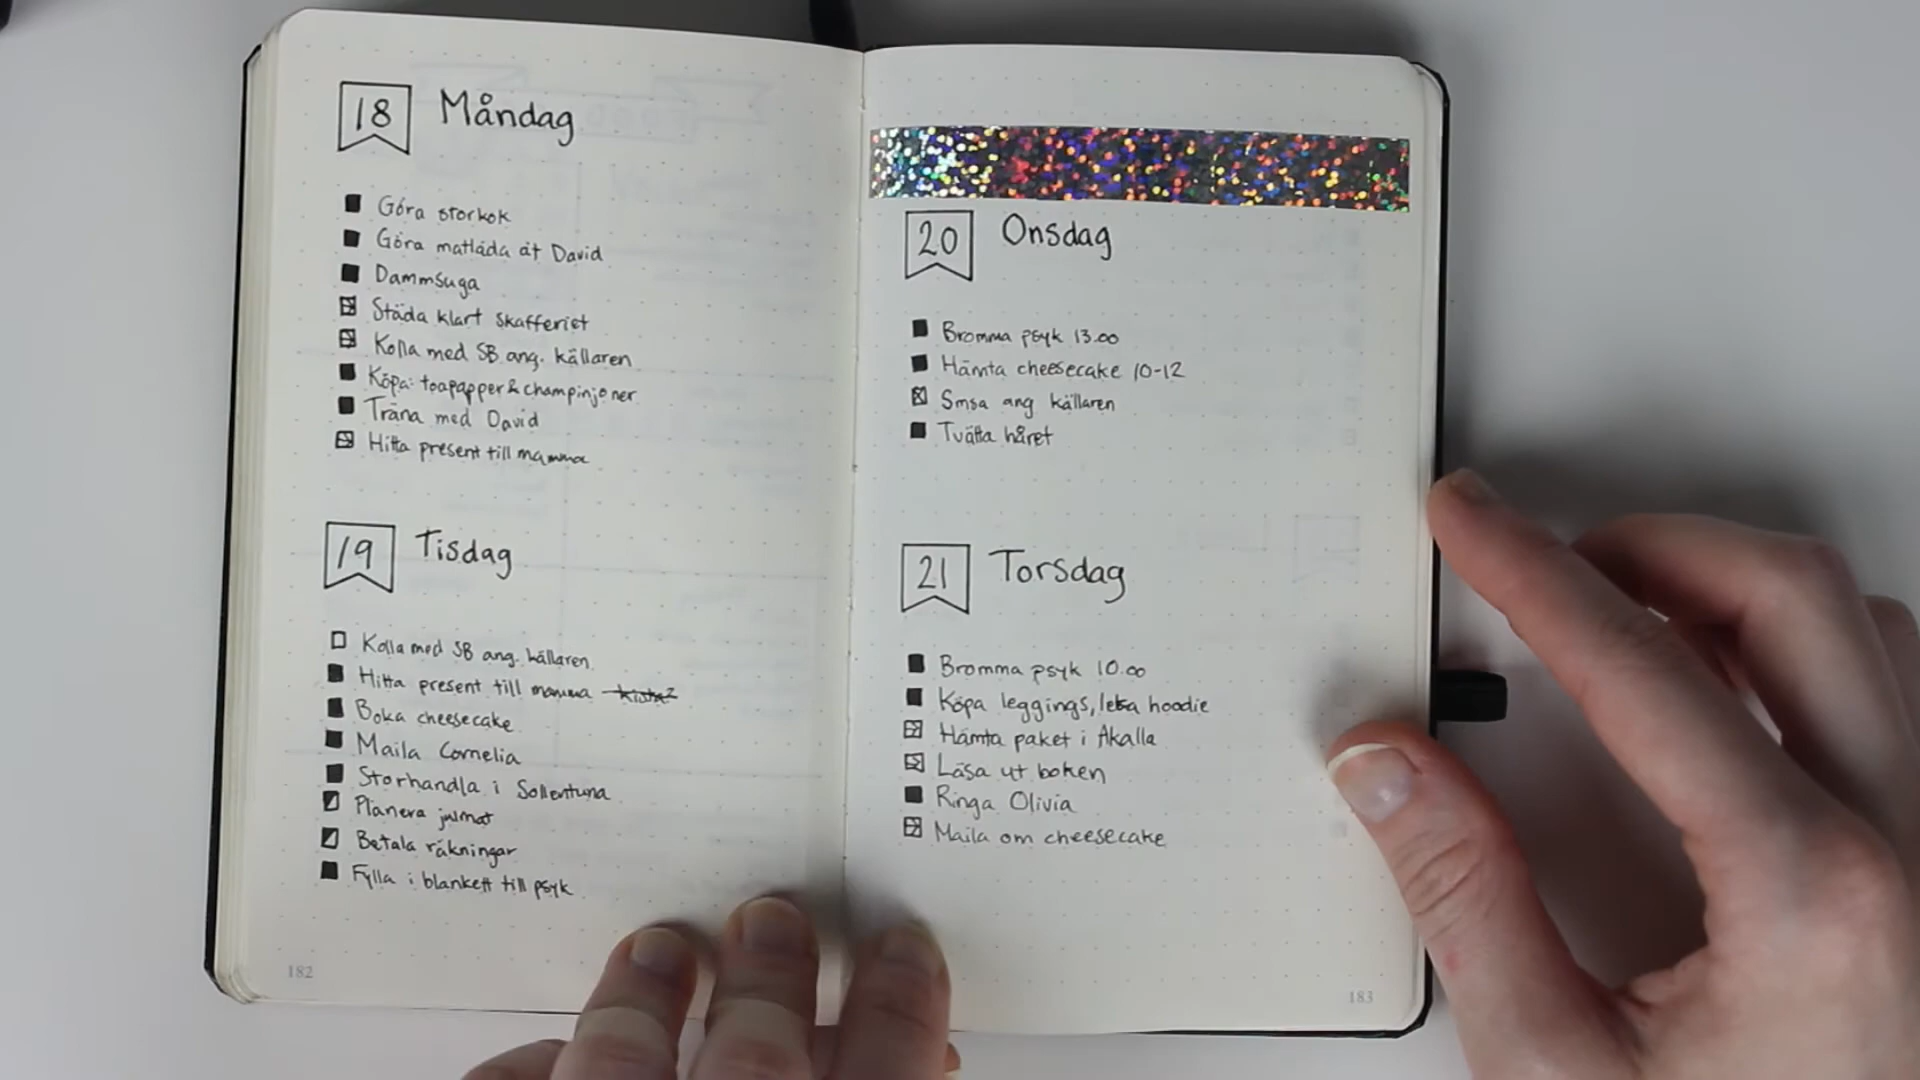 18 Måndag
Göra storkok
Göra matlåda åt David
Dammsuga
Städa klart skafferiet
Kolla med SB ang. källaren
Köpa: toapapper & champinjoner
Träna med David
Hitta present till mamma
19 Tisdag
Kolla med SB ang. källaren
Hitta present till mamma
Boka cheesecake
Maila Cornelia
Storhandla i Sollentuna
Planera julmat
Betala räkningar
Fylla i blankett till psyk
182
20 Onsdag
Bromma psyk 13.00
Hämta cheesecake 10-12
Smsa ang källaren
Tvätta håret
21 Torsdag
Bromma psyk 10.00
Köpa leggings, leta hoodie
Hämta paket i Akalla
Läsa ut boken
Ringa Olivia
Maila om cheesecake
183